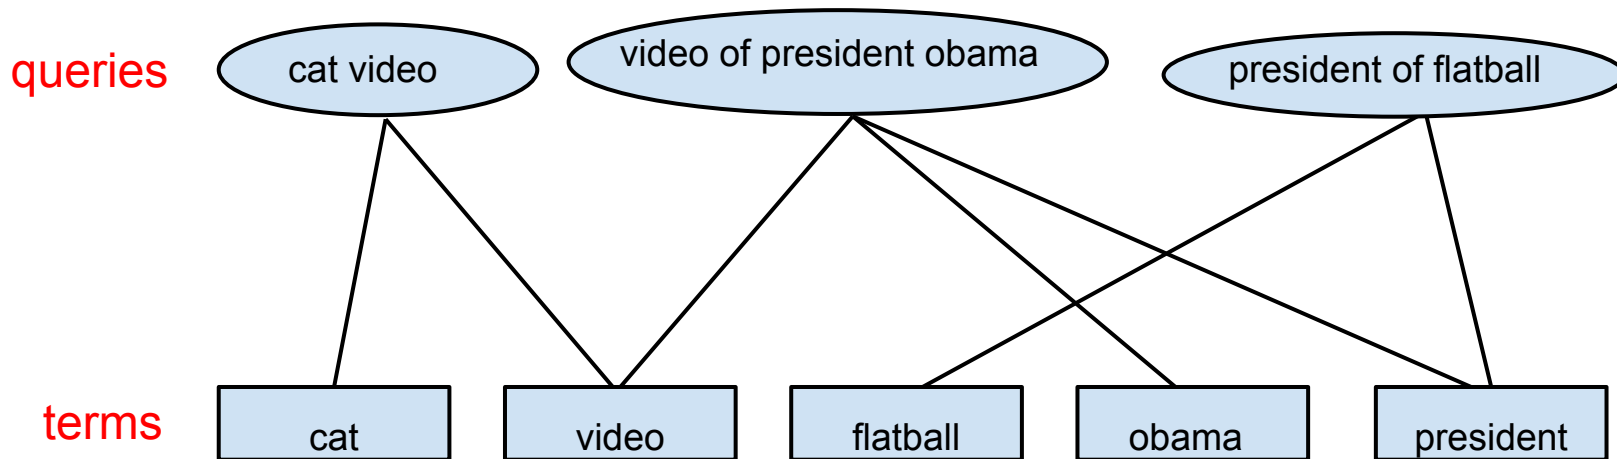 queries
cat video
video of president obama
president of flatball
terms
cat
video
flatball
obama
president